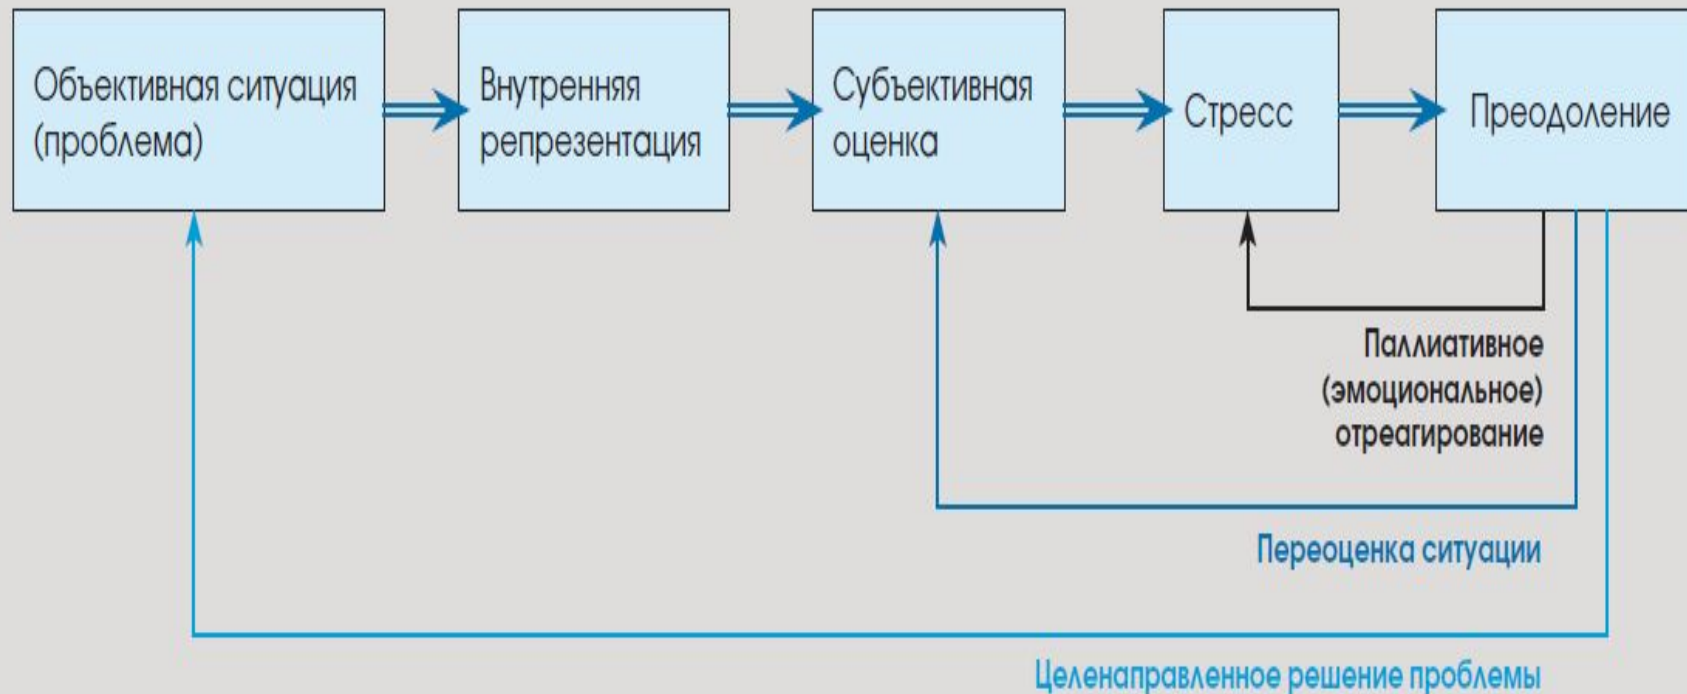 Объективная ситуация
(проблема)
Внутренняя
репрезентация
Субъективная
оценка
Стресс
Преодоление
Паллиативное
(эмоциональное)
отреагирование
Переоценка ситуации
Целенаправленное решение проблемы